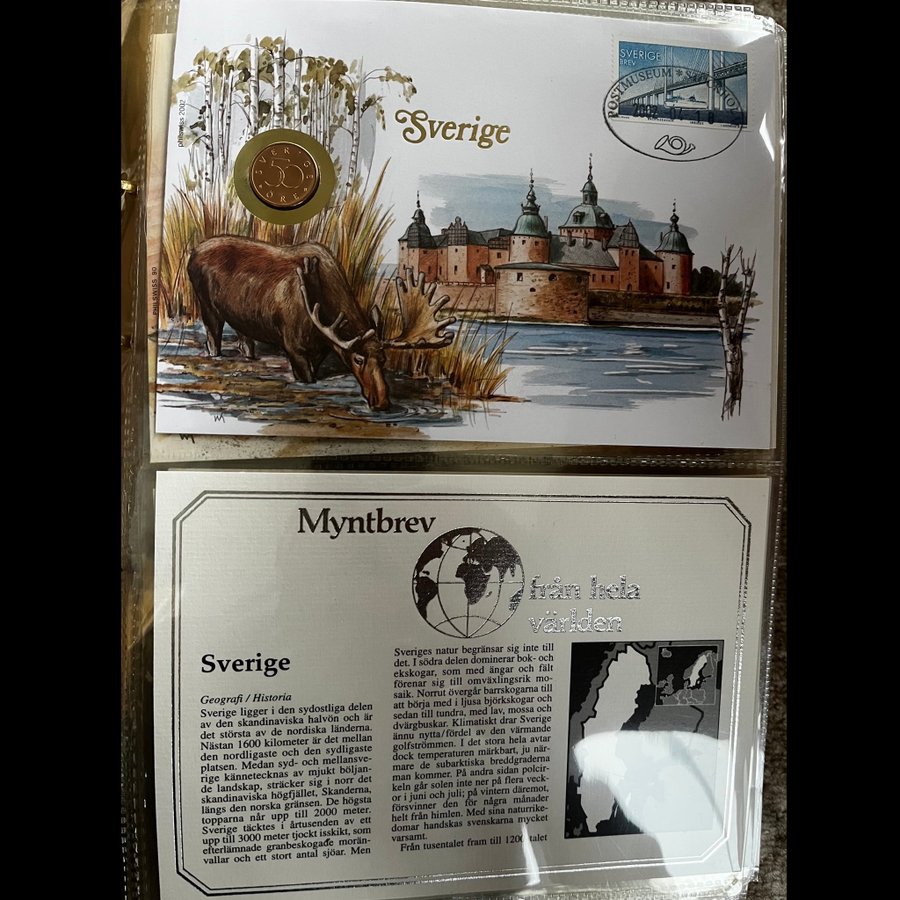 philswiss 2002
SVERIGE
50
ÖRE
Sverige
SVERIGE
BREV
POSTMUSEUM * STOCKHOLM
PHILSWISS 90
Myntbrev
från hela
världen
Sverige
Geografi / Historia
Sverige ligger i den sydostliga delen
av den skandinaviska halvön och är
det största av de nordiska länderna.
Nästan 1600 kilometer är det mellan
den nordligaste och den sydligaste
platsen. Medan syd- och mellansve-
rige kännetecknas av mjukt böljan-
de landskap, sträcker sig i norr det
skandinaviska högfjället, Skanderna,
längs den norska gränsen. De högsta
topparna når upp till 2000 meter.
Sverige täcktes i årtusenden av ett
upp till 3000 meter tjockt isskikt, som
efterlämnade granbeskogade morän-
vallar och ett stort antal sjöar. Men
Sveriges natur begränsar sig inte till
det. I södra delen dominerar bok- och
ekskogar, som med ängar och fält
förenar sig till omväxlingsrik mo-
saik. Norrut övergår barrskogarna till
att börja med i ljusa björkskogar och
sedan till tundra, med lav, mossa och
dvärgbuskar. Klimatiskt drar Sverige
ännu nytta/fördel av den värmande
golfströmmen. I det stora hela avtar
dock temperaturen märkbart, ju när-
mare de subarktiska breddgraderna
man kommer. På andra sidan polcir-
keln går solen inte ner på flera veck-
or i juni och juli; på vintern däremot,
försvinner den för några månader
helt från himlen. Med sina naturrike-
domar handskas svenskarna mycket
varsamt.
Från tusentalet fram till 1200 talet